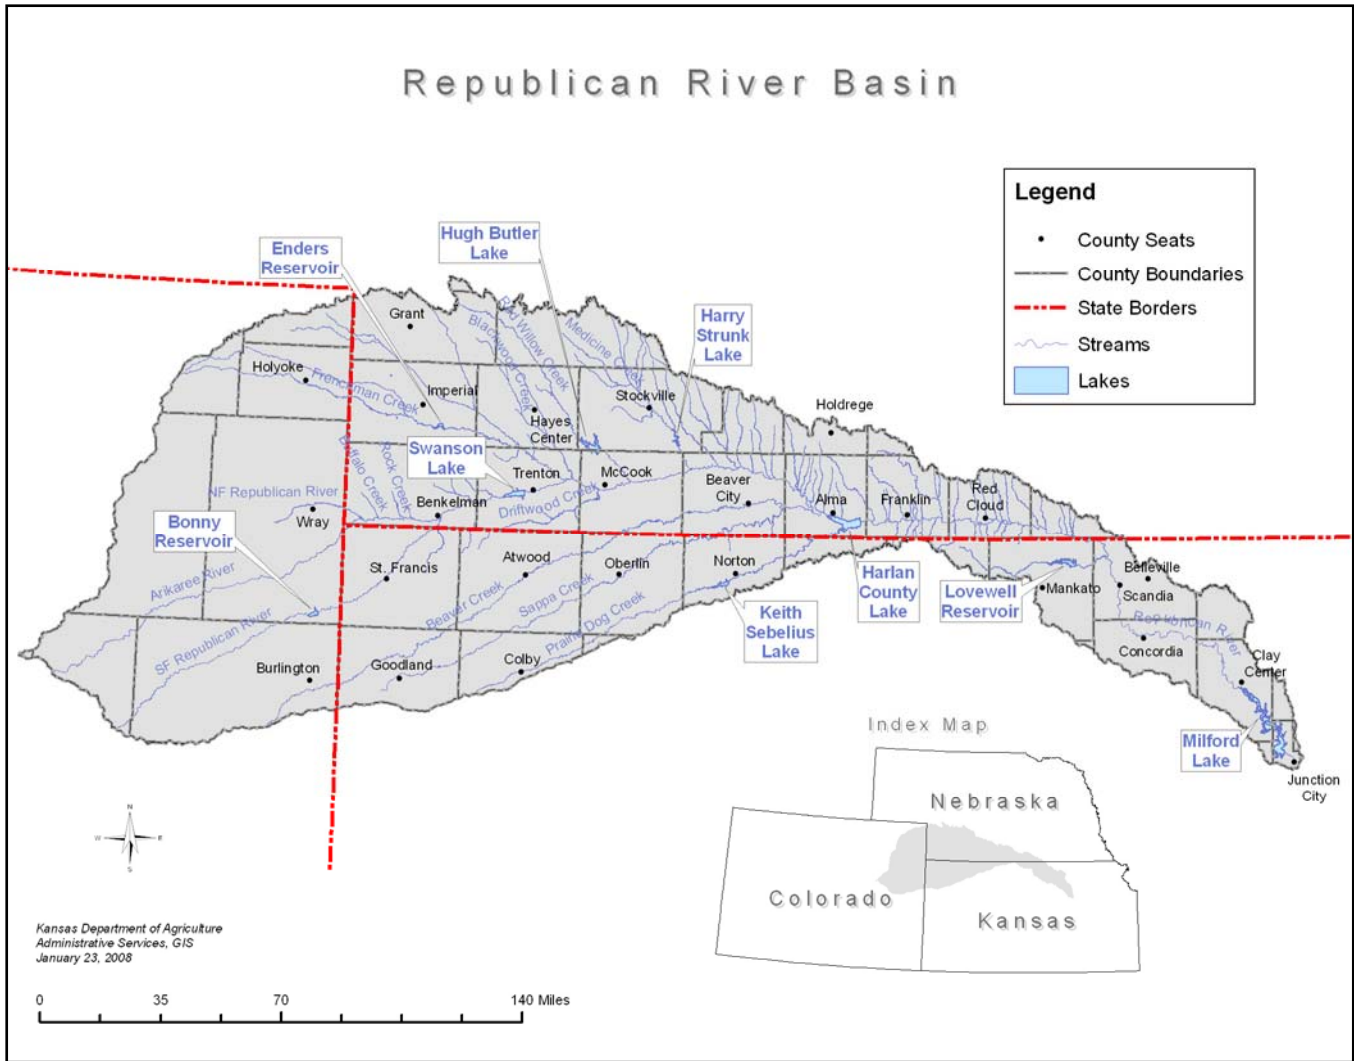 Republican River Basin
Legend
County Seats
County Boundaries
State Borders
Streams
Lakes
Enders
Reservoir
Hugh Butler
Lake
Harry
Strunk
Lake
Grant
Red Willow Creek
Blackwood Creek
Medicine Creek
Holyoke
Frenchman Creek
Imperial
Hayes
Center
Stockville
Holdrege
Swanson
Lake
Buffalo Creek
Rock Creek
Trenton
McCook
Beaver
City
Alma
Franklin
Red
Cloud
NF Republican River
Wray
Benkelman
Driftwood Creek
Bonny
Reservoir
Arikaree River
St. Francis
Atwood
Oberlin
Norton
Harlan
County
Lake
Lovewell
Reservoir
Mankato
Belleville
Scandia
SF Republican River
Beaver Creek
Sappa Creek
Prairie Dog Creek
Keith
Sebelius
Lake
Republican River
Concordia
Clay
Center
Burlington
Goodland
Colby
Milford
Lake
Junction
City
Index Map
Nebraska
Colorado
Kansas
N
W
E
S
Kansas Department of Agriculture
Administrative Services, GIS
January 23, 2008
0 35 70 140 Miles